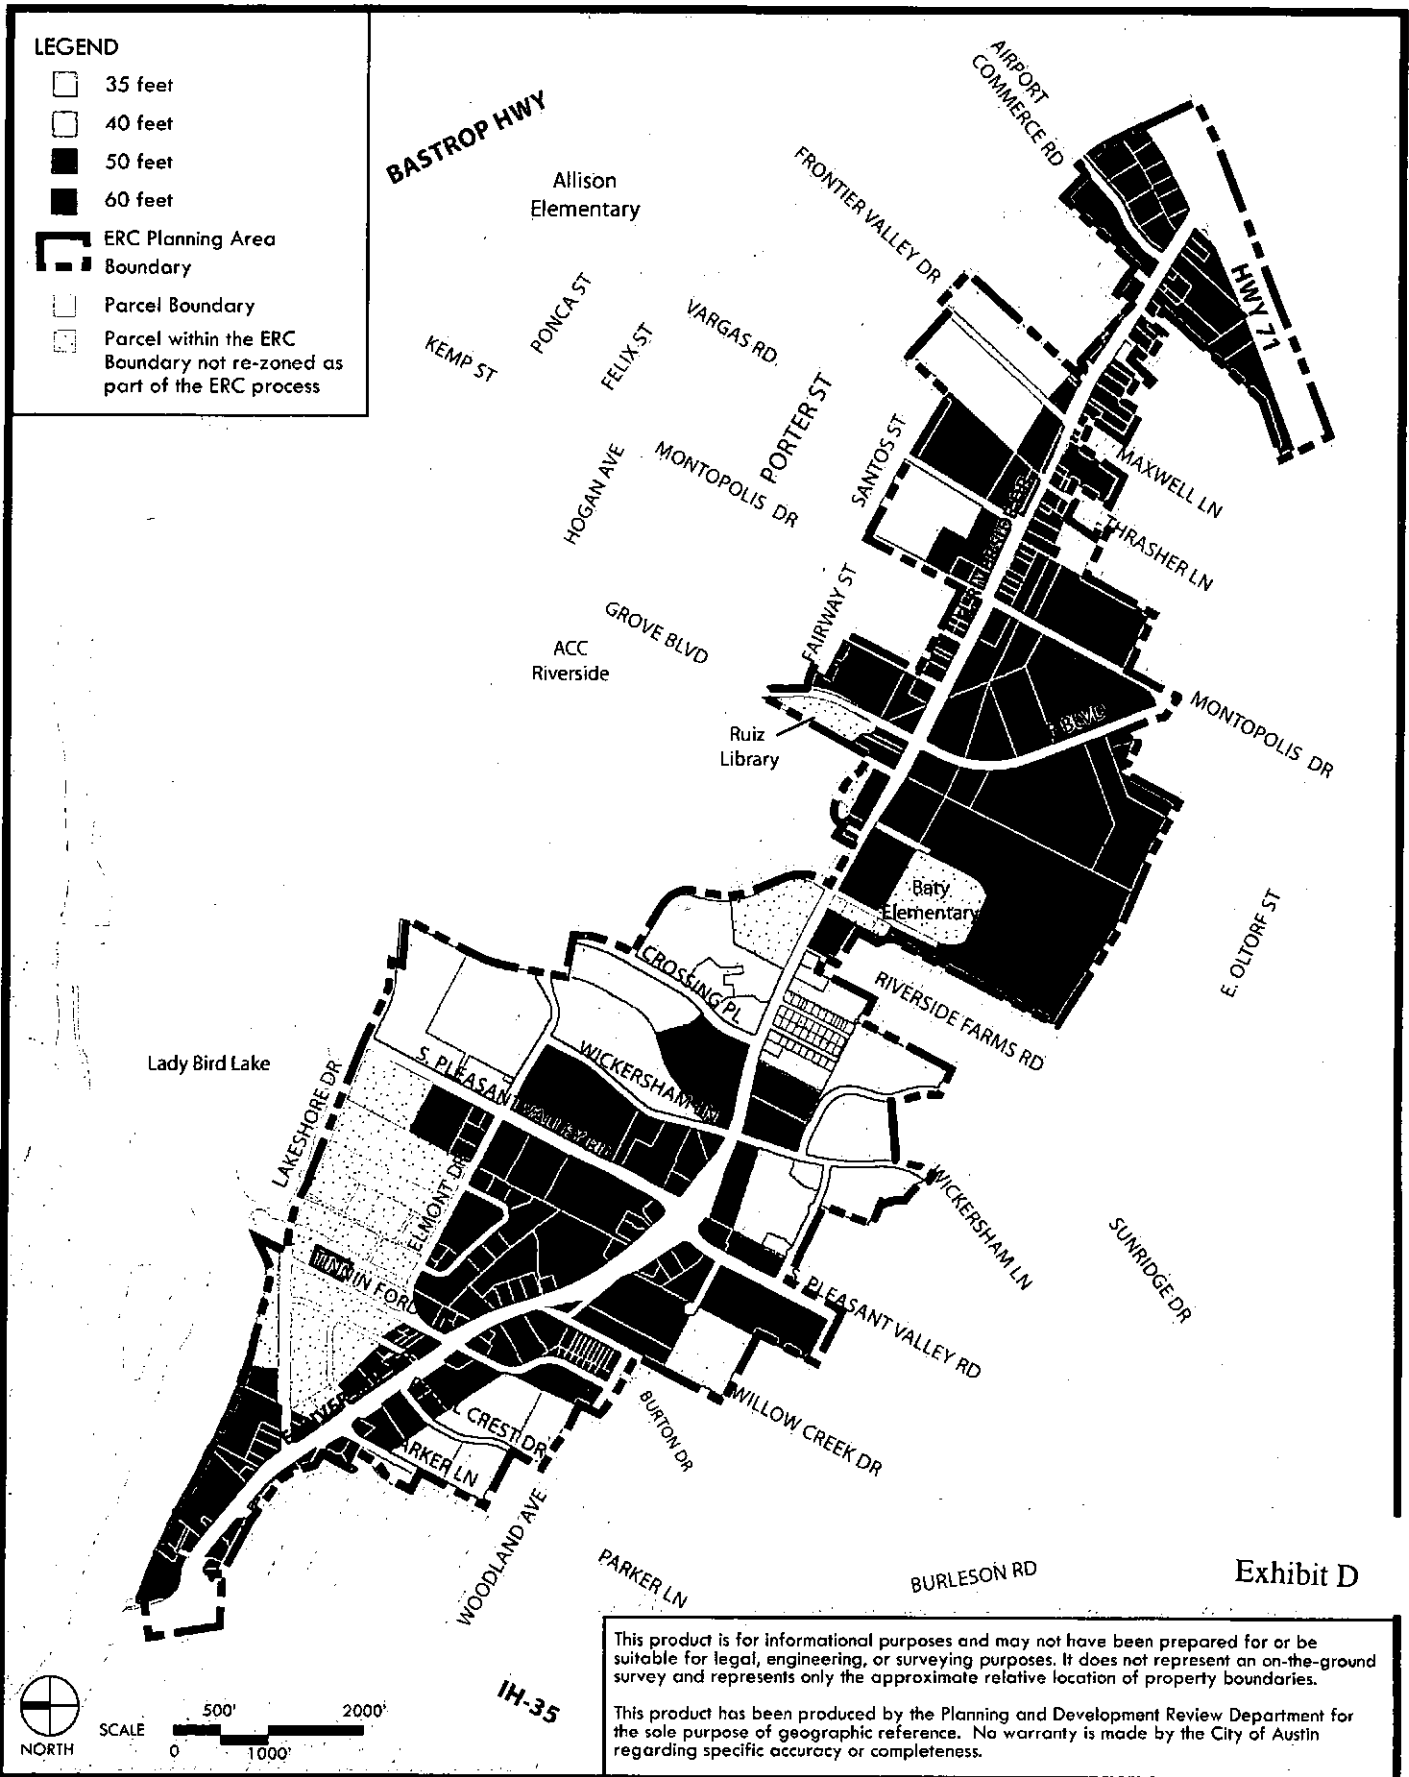 LEGEND
35 feet
40 feet
50 feet
60 feet
ERC Planning Area
Boundary
Parcel Boundary
Parcel within the ERC
Boundary not re-zoned as
part of the ERC process
BASTROP HWY
AIRPORT
COMMERCE RD
Allison
Elementary
FRONTIER VALLEY DR
HWY 71
PONCA ST
KEMP ST
FELIX ST
VARGAS RD.
PORTER ST
SANTOS ST
HOGAN AVE
MONTOPOLIS DR
MAXWELL LN
THRASHER LN
FAIRWAY ST
GROVE BLVD
ACC
Riverside
BLVD
MONTOPOLIS DR
Ruiz
Library
Baty
Elementary
E. OLTORF ST
CROSSING PL
RIVERSIDE FARMS RD
Lady Bird Lake
LAKESHORE DR
S. PLEASANT VALLEY RD
WICKERSHAM LN
ELMONT DR
WICKERSHAM LN
SUNRIDGE DR
TINNIN FORD
S. PLEASANT VALLEY RD
WILLOW CREEK DR
BURTON DR
L CREST DR
ARKER LN
WOODLAND AVE
PARKER LN
BURLESON RD
Exhibit D
IH-35
NORTH
SCALE
500'
2000'
0
1000'
This product is for informational purposes and may not have been prepared for or be
suitable for legal, engineering, or surveying purposes. It does not represent an on-the-ground
survey and represents only the approximate relative location of property boundaries.
This product has been produced by the Planning and Development Review Department for
the sole purpose of geographic reference. No warranty is made by the City of Austin
regarding specific accuracy or completeness.